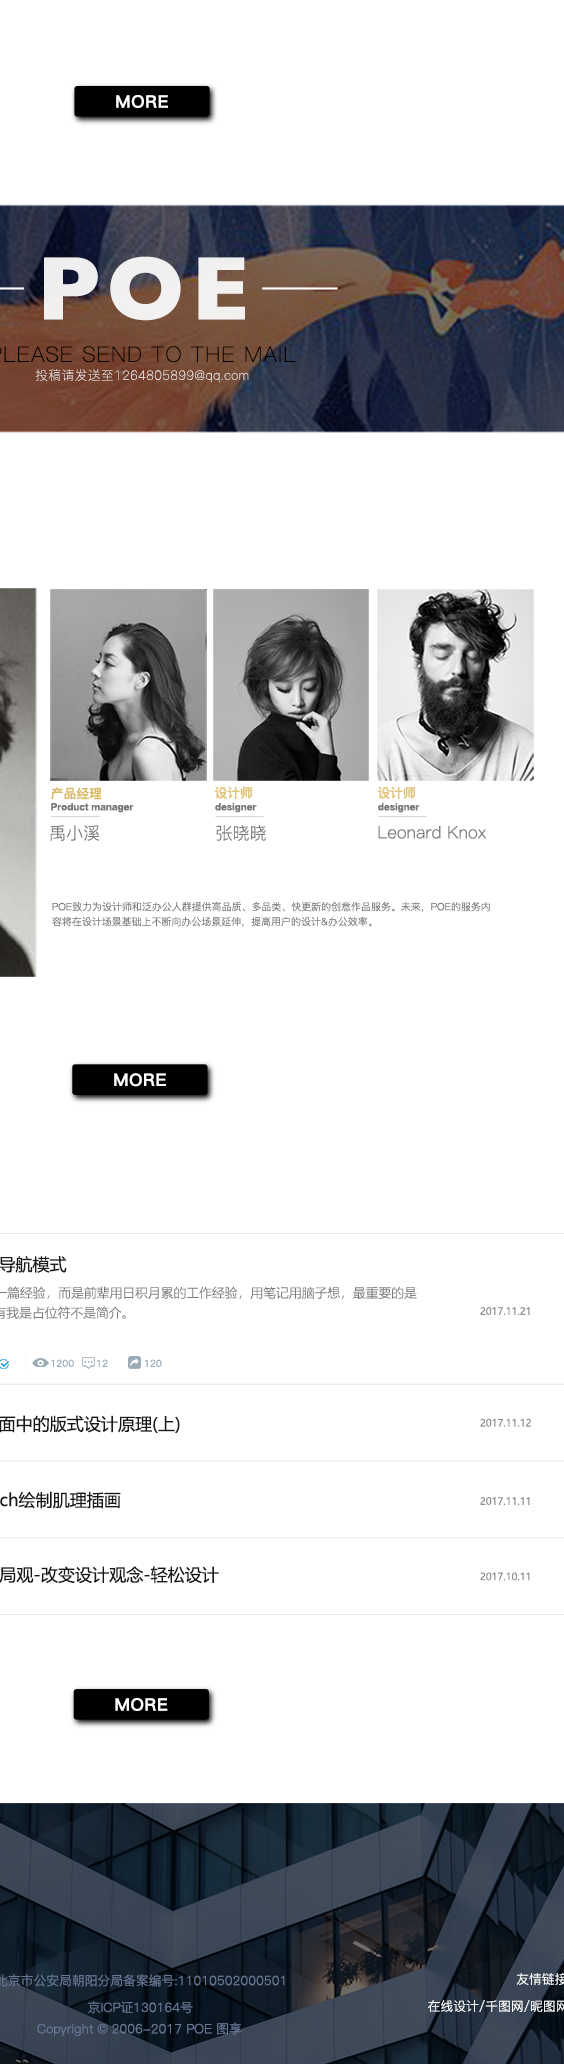 MORE
POE
PLEASE SEND TO THE MAIL
投稿请发送至1264805899@qq.com
产品经理
Product manager
禹小溪
设计师
designer
张晓晓
设计师
designer
Leonard Knox
POE致力为设计师和泛办公人群提供高品质、多品类、快更新的创意作品服务。未来，POE的服务内
容将在设计场景基础上不断向办公场景延伸，提高用户的设计&办公效率。
MORE
导航模式
一篇经验，而是前辈用日积月累的工作经验，用笔记用脑子想，最重要的是
有我是占位符不是简介。
2017.11.21
1200 12 120
面中的版式设计原理(上)
2017.11.12
ch绘制肌理插画
2017.11.11
局观-改变设计观念-轻松设计
2017.10.11
MORE
北京市公安局朝阳分局备案编号:11010502000501
京ICP证130164号
Copyright © 2006-2017 POE 图享
友情链接
在线设计/千图网/昵图网